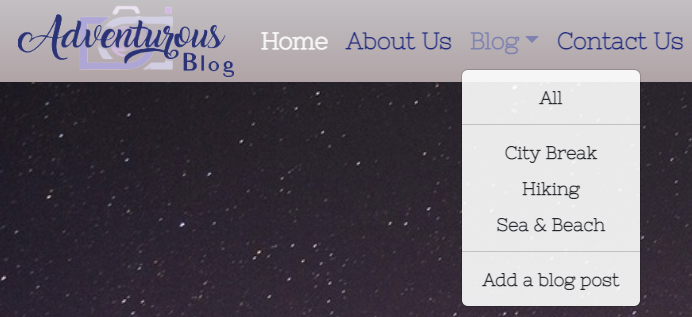 Adventurous
Blog
Home About Us Blog Contact Us
All
City Break
Hiking
Sea & Beach
Add a blog post